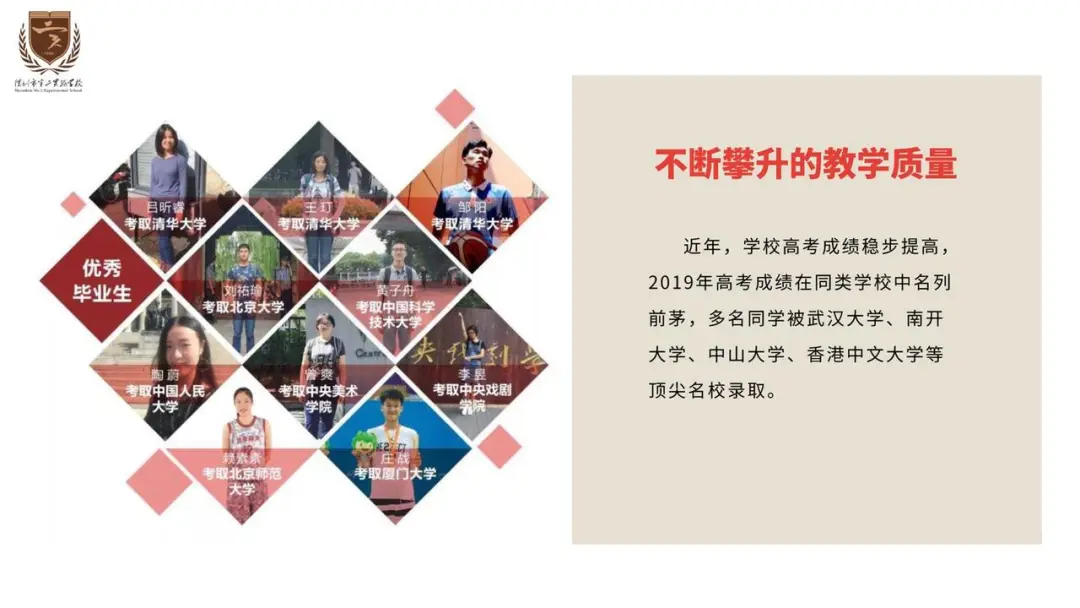 深圳市第二实验学校
Shenzhen No.2 Experimental School
吕昕睿
考取清华大学
王玎
考取清华大学
邹阳
考取清华大学
优秀
毕业生
刘祐瑜
考取北京大学
黄子舟
考取中国科学
技术大学
陶蔚
考取中国人民
大学
曾爽
考取中央美术
学院
李昱
考取中央戏剧
学院
赖素素
考取北京师范
大学
庄战
考取厦门大学
不断攀升的教学质量
近年，学校高考成绩稳步提高，
2019年高考成绩在同类学校中名列
前茅，多名同学被武汉大学、南开
大学、中山大学、香港中文大学等
顶尖名校录取。